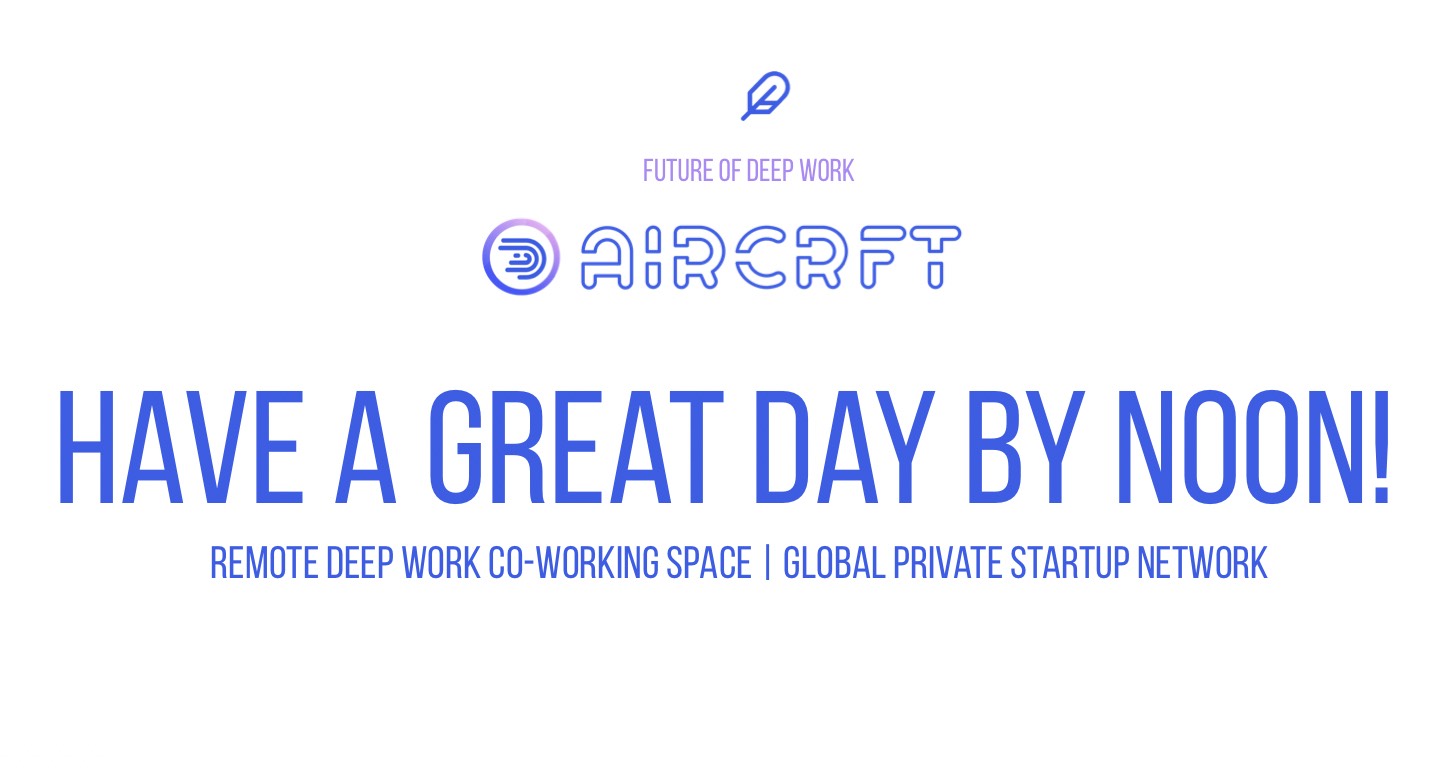 FUTURE OF DEEP WORK
AIRCRFT
HAVE A GREAT DAY BY NOON!
REMOTE DEEP WORK CO-WORKING SPACE | GLOBAL PRIVATE STARTUP NETWORK